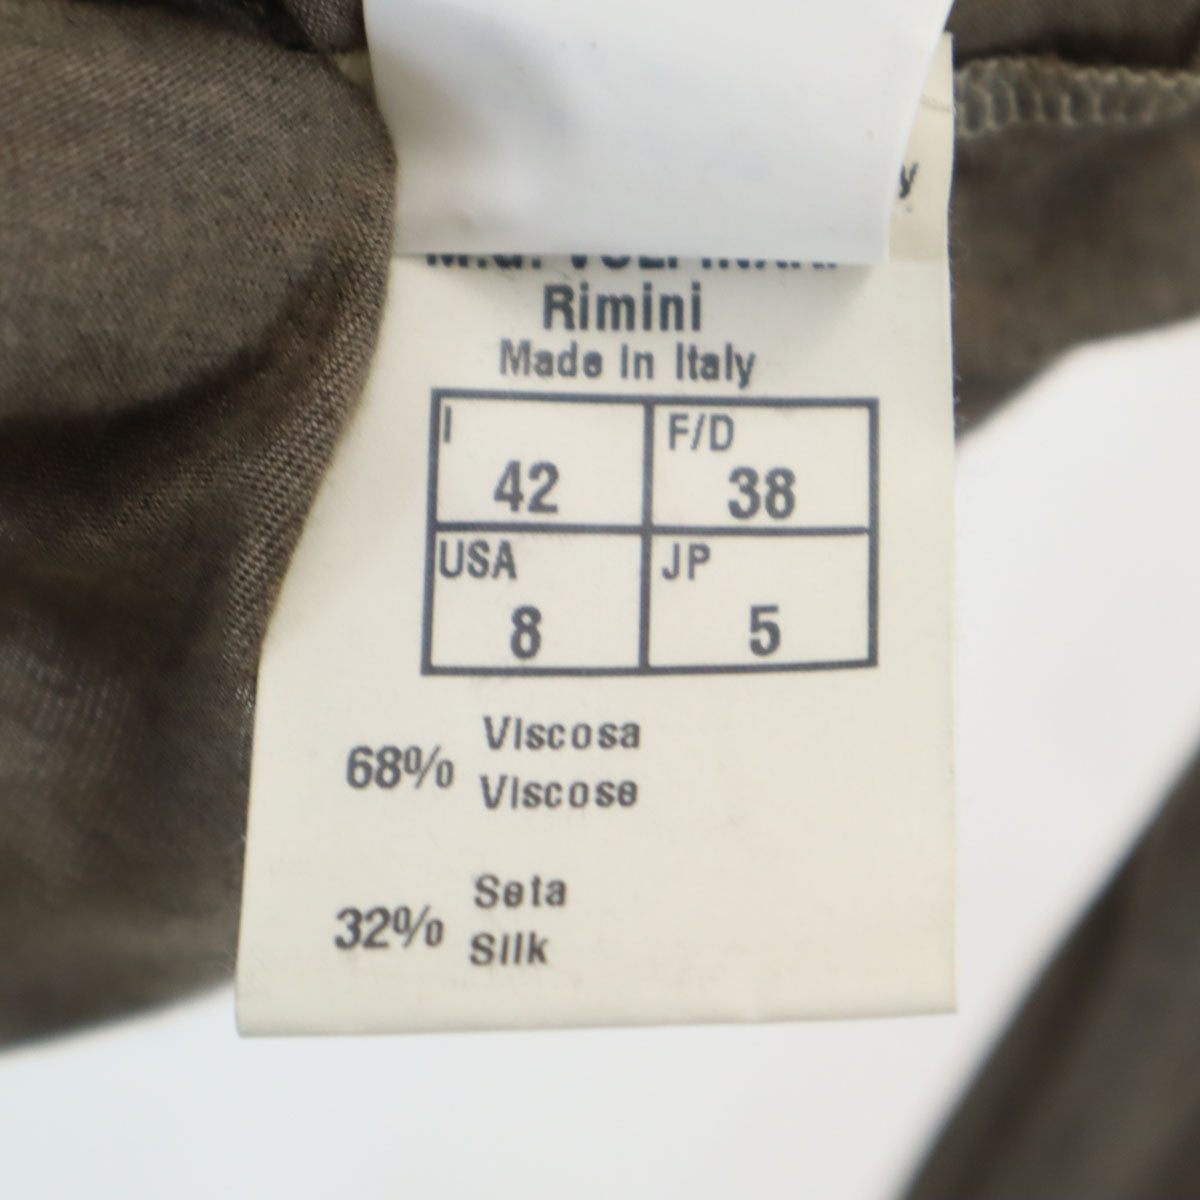 y
Rimini
Made in Italy
I
42
F/D
38
USA
8
JP
5
68% Viscosa
Viscose
32% Seta
Silk